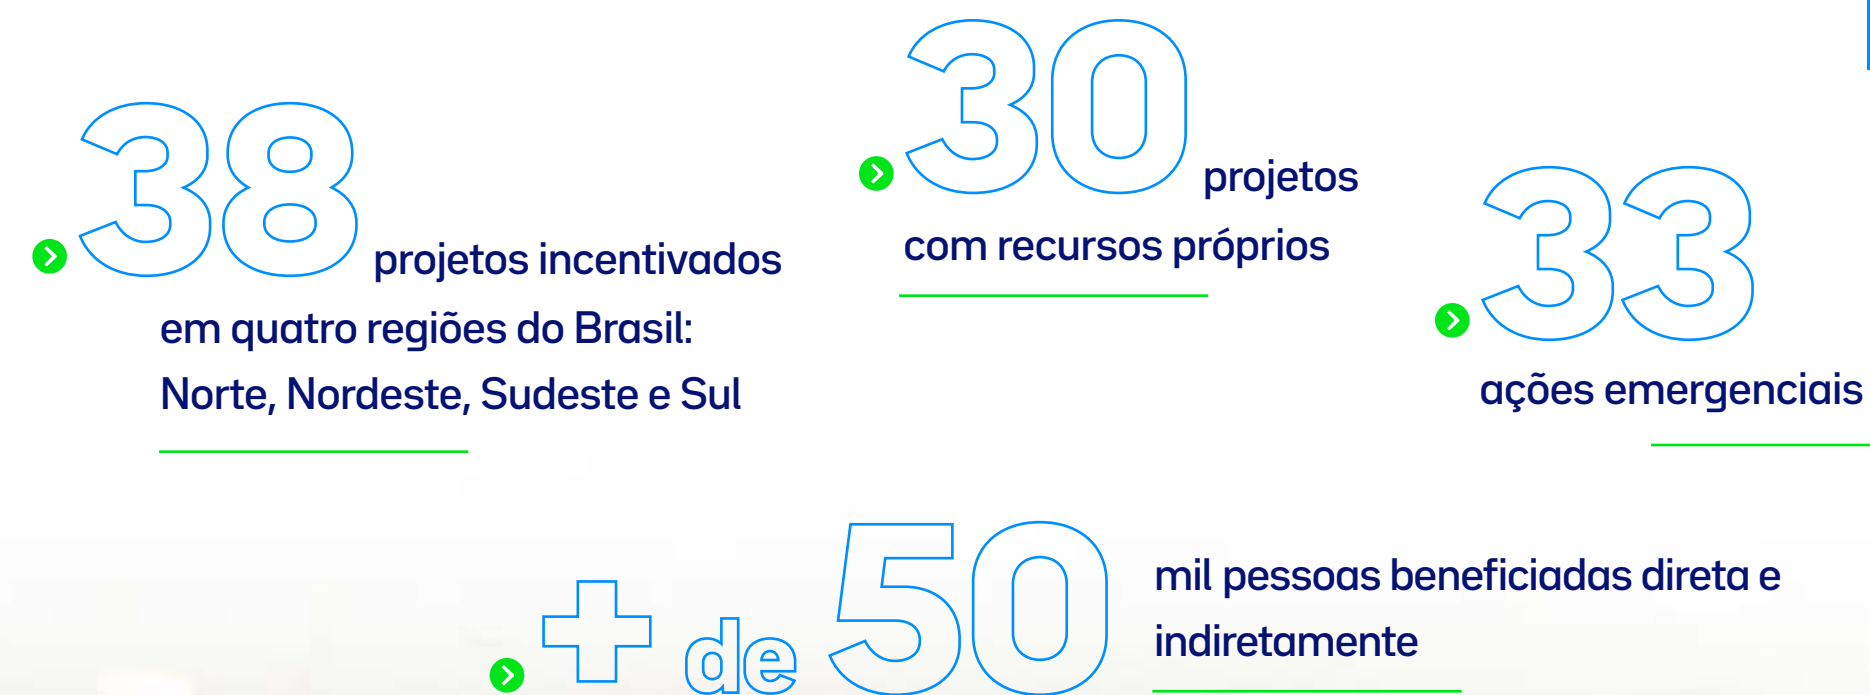 38 projetos incentivados
em quatro regiões do Brasil:
Norte, Nordeste, Sudeste e Sul
30 projetos
com recursos próprios
33
ações emergenciais
+ de 50 mil pessoas beneficiadas direta e
indiretamente